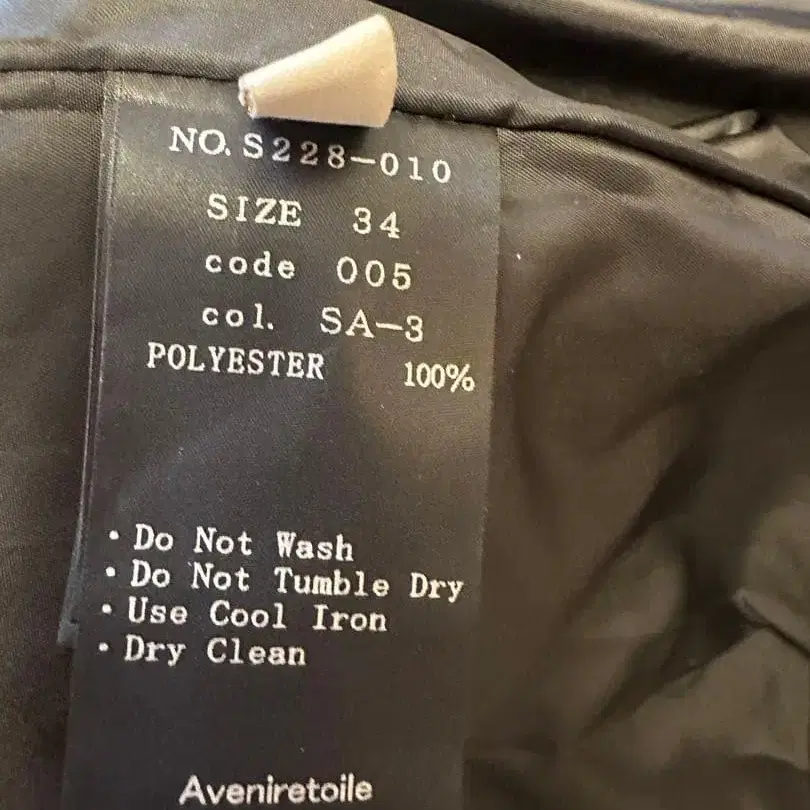 NO. S228-010
SIZE 34
code 005
col. SA-3
POLYESTER 100%
・Do Not Wash
・Do Not Tumble Dry
・Use Cool Iron
・Dry Clean
Aveniretoile